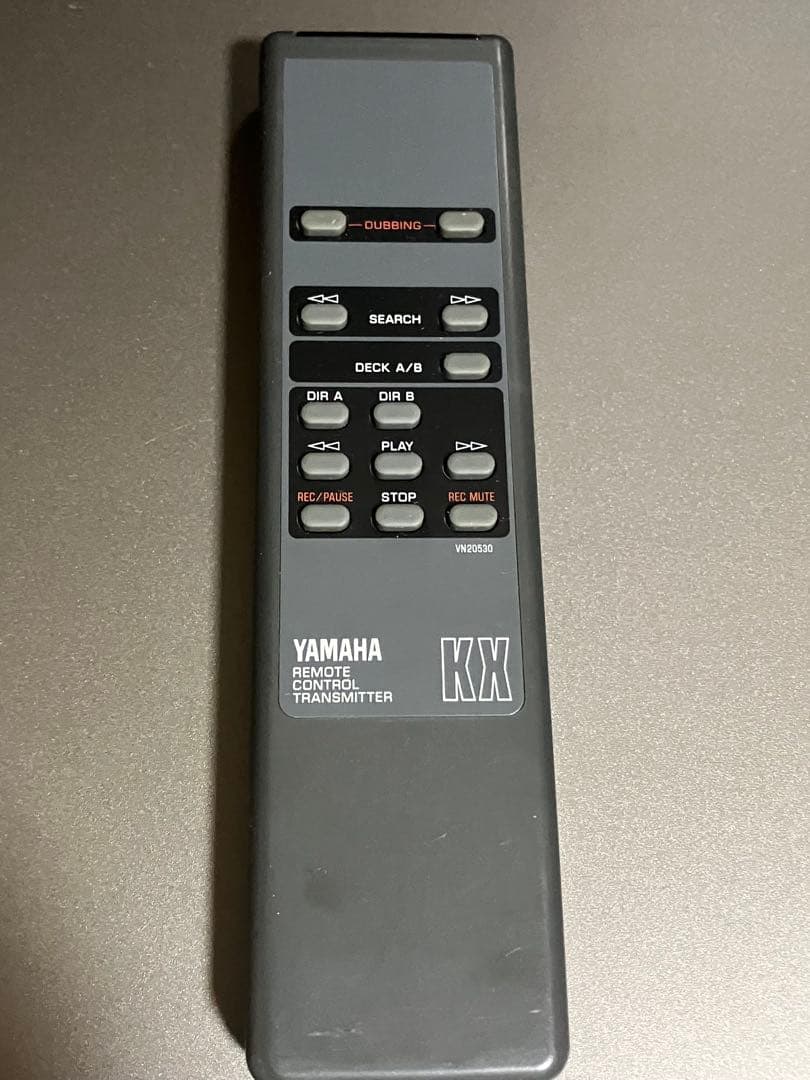 DUBBING
SEARCH
DECK A/B
DIR A DIR B
PLAY
REC/PAUSE STOP REC MUTE
VN20530
YAMAHA KX
REMOTE
CONTROL
TRANSMITTER